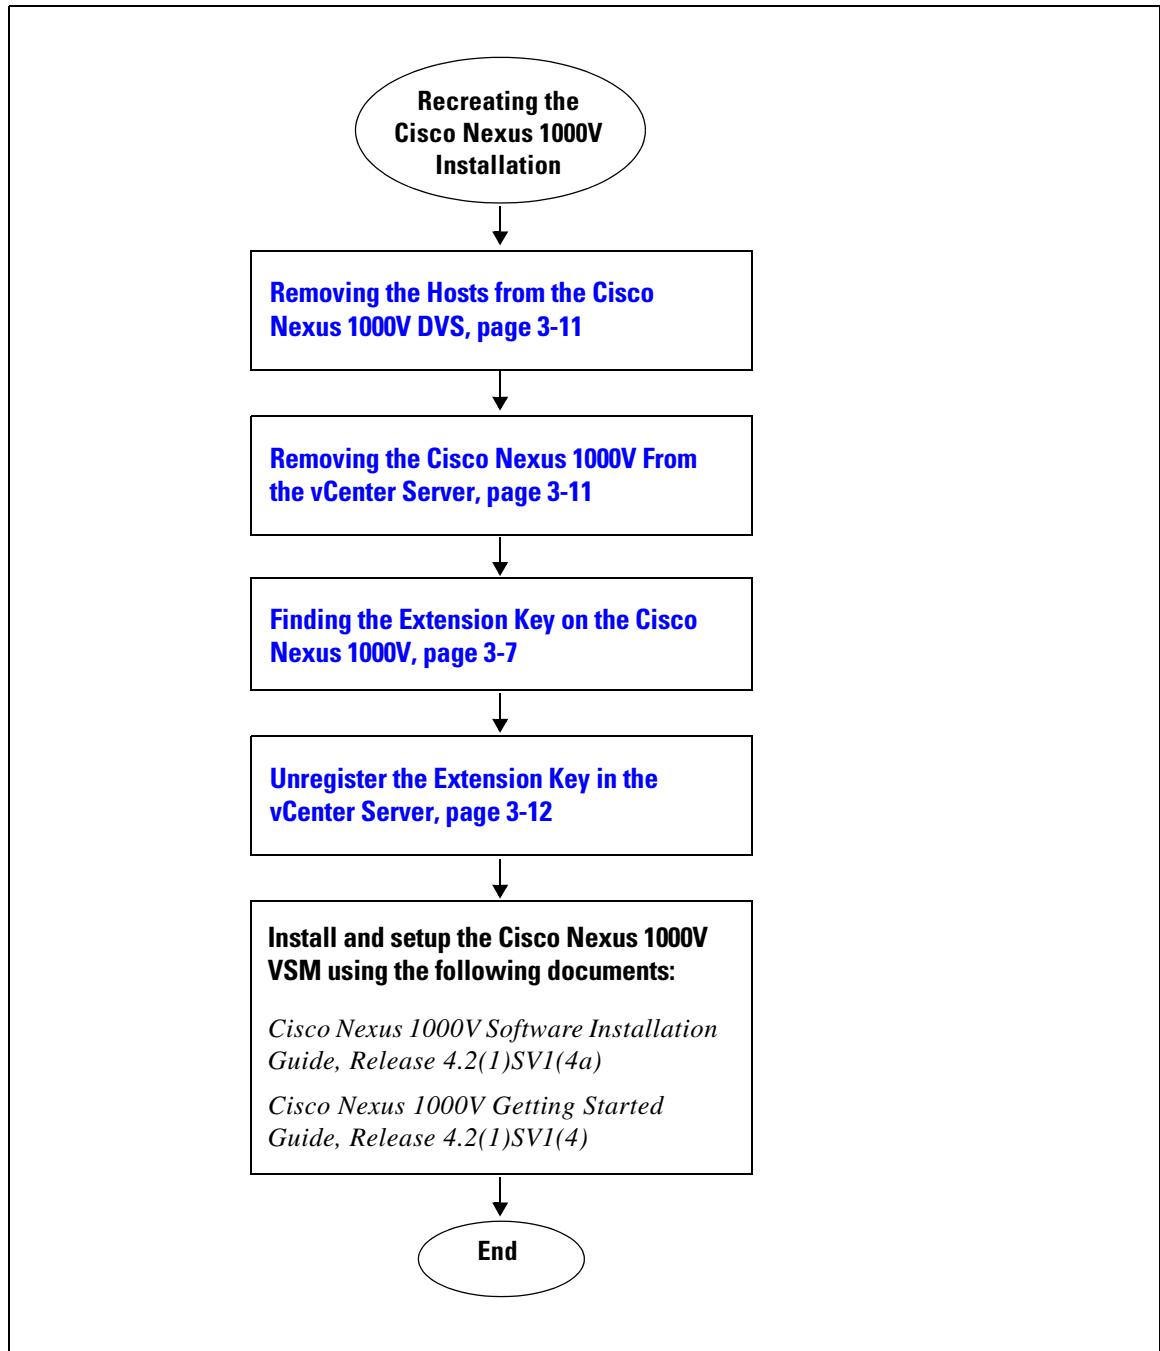 Recreating the
Cisco Nexus 1000V
Installation
Removing the Hosts from the Cisco
Nexus 1000V DVS, page 3-11
Removing the Cisco Nexus 1000V From
the vCenter Server, page 3-11
Finding the Extension Key on the Cisco
Nexus 1000V, page 3-7
Unregister the Extension Key in the
vCenter Server, page 3-12
Install and setup the Cisco Nexus 1000V
VSM using the following documents:
Cisco Nexus 1000V Software Installation
Guide, Release 4.2(1)SV1(4a)
Cisco Nexus 1000V Getting Started
Guide, Release 4.2(1)SV1(4)
End